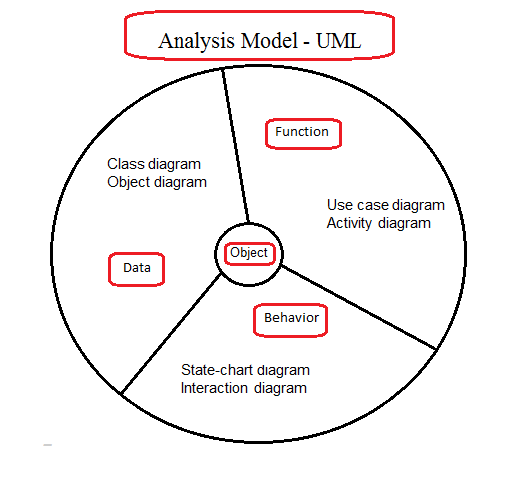 Analysis Model - UML
Function
Class diagram
Object diagram
Use case diagram
Activity diagram
Object
Data
Behavior
State-chart diagram
Interaction diagram